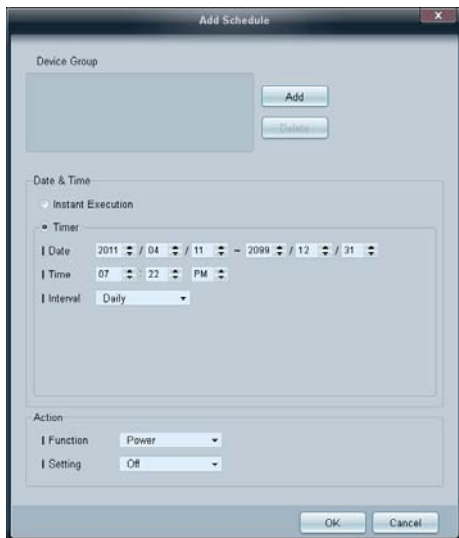 Add Schedule
x
Device Group
Add
Delete
Date & Time
Instant Execution
Timer
Date 2011 / 04 / 11 - 2099 / 12 / 31
Time 07 : 22 PM
Interval Daily
Action
Function Power
Setting Off
OK Cancel